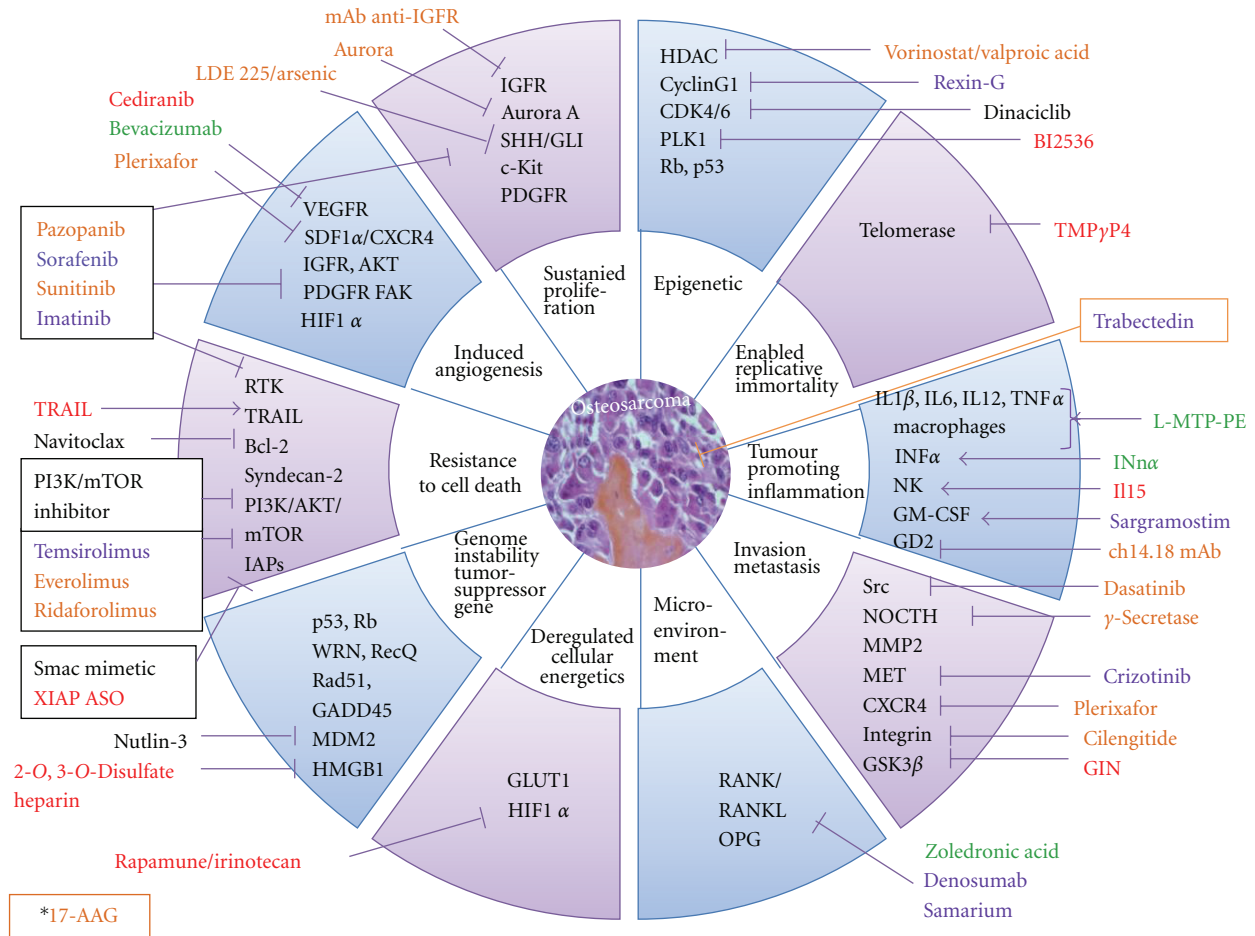 mAb anti-IGFR
Aurora
LDE 225/arsenic
Cediranib
Bevacizumab
Plerixafor
Pazopanib
Sorafenib
Sunitinib
Imatinib
TRAIL
Navitoclax
PI3K/mTOR
inhibitor
Temsirolimus
Everolimus
Ridaforolimus
Smac mimetic
XIAP ASO
Nutlin-3
2-O, 3-O-Disulfate
heparin
Rapamune/irinotecan
*17-AAG
IGFR
Aurora A
SHH/GLI
c-Kit
PDGFR
VEGFR
SDF1α/CXCR4
IGFR, AKT
PDGFR FAK
HIF1 α
RTK
TRAIL
Bcl-2
Syndecan-2
PI3K/AKT/
mTOR
IAPs
p53, Rb
WRN, RecQ
Rad51,
GADD45
MDM2
HMGB1
GLUT1
HIF1 α
Sustanied
prolife-
ration
Induced
angiogenesis
Resistance
to cell death
Genome
instability
tumor-
suppressor
gene
Deregulated
cellular
energetics
Osteosarcoma
Epigenetic
Enabled
replicative
immortality
Tumour
promoting
inflammation
Invasion
metastasis
Micro-
environ-
ment
HDAC
CyclinG1
CDK4/6
PLK1
Rb, p53
Telomerase
IL1β, IL6, IL12, TNFα
macrophages
INFα
NK
GM-CSF
GD2
Src
NOCTH
MMP2
MET
CXCR4
Integrin
GSK3β
RANK/
RANKL
OPG
Vorinostat/valproic acid
Rexin-G
Dinaciclib
BI2536
TMPγP4
Trabectedin
L-MTP-PE
INnα
Il15
Sargramostim
ch14.18 mAb
Dasatinib
γ-Secretase
Crizotinib
Plerixafor
Cilengitide
GIN
Zoledronic acid
Denosumab
Samarium